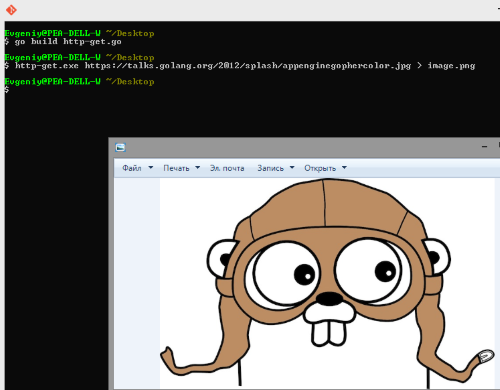 Evgeniy@PEA-DELL-W ~/Desktop
$ go build http-get.go
Evgeniy@PEA-DELL-W ~/Desktop
$ http-get.exe https://talks.golang.org/2012/splash/appenginegophercolor.jpg > image.png
Evgeniy@PEA-DELL-W ~/Desktop
$
Файл Печать Эл. почта Запись Открыть